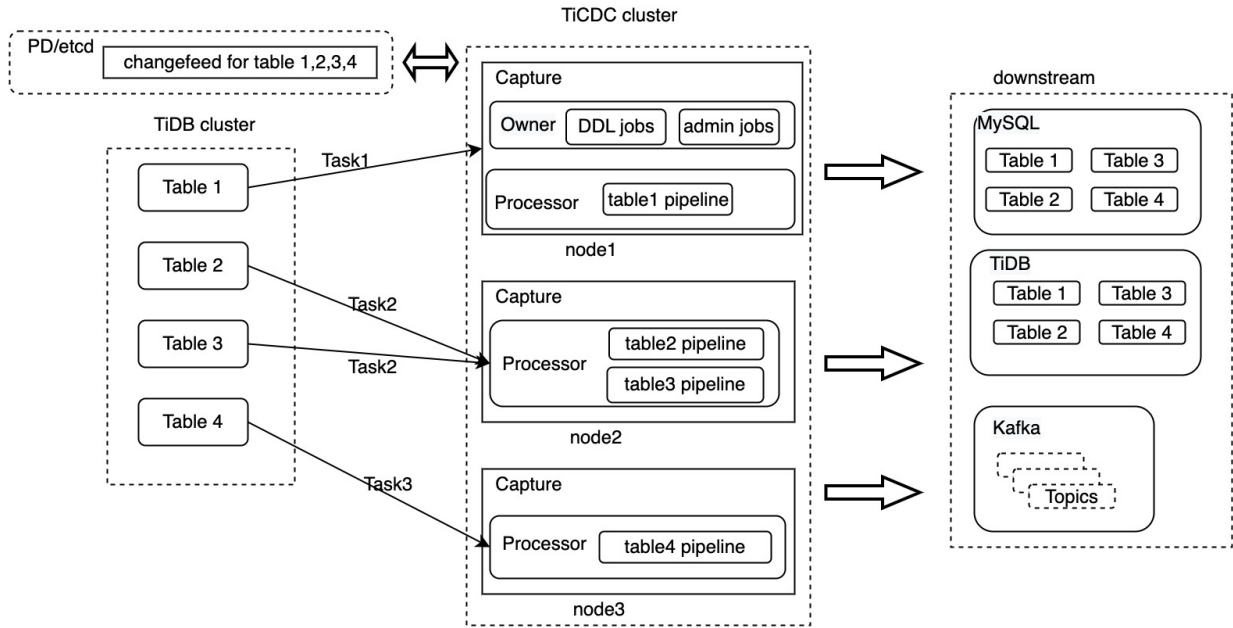 TiCDC cluster
PD/etcd
changefeed for table 1,2,3,4
TiDB cluster
Table 1
Table 2
Table 3
Table 4
Task1
Task2
Task2
Task3
Capture
Owner
DDL jobs
admin jobs
Processor
table1 pipeline
node1
Capture
Processor
table2 pipeline
table3 pipeline
node2
Capture
Processor
table4 pipeline
node3
downstream
MySQL
Table 1
Table 3
Table 2
Table 4
TiDB
Table 1
Table 3
Table 2
Table 4
Kafka
Topics